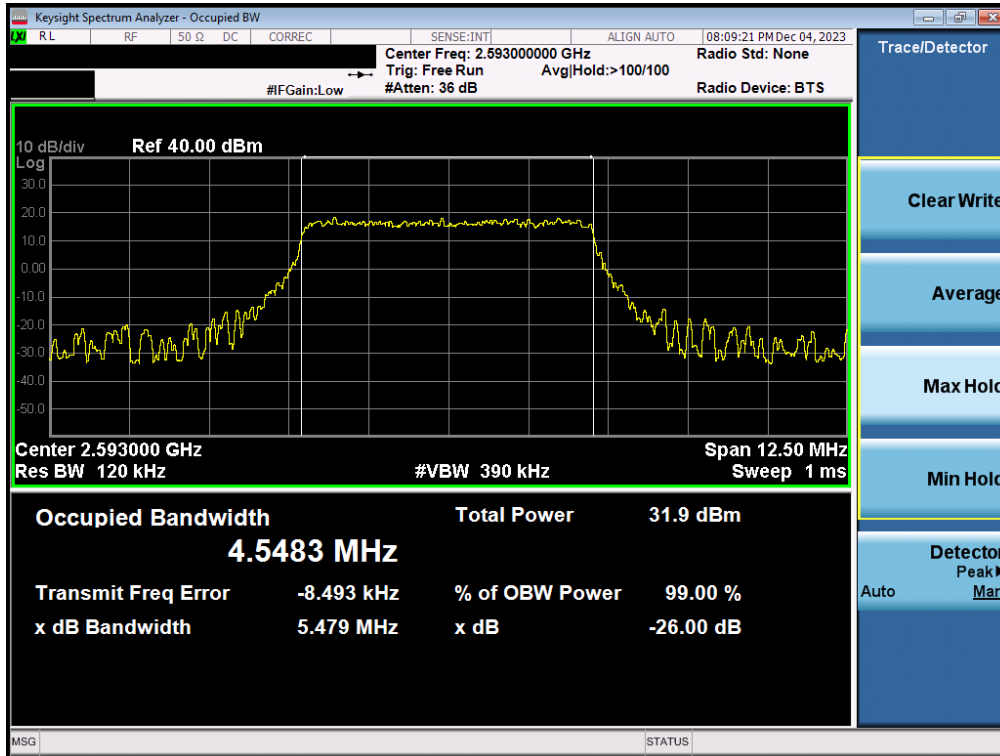 Keysight Spectrum Analyzer - Occupied BW
LXI RL RF 50 Ω DC CORREC SENSE:INT ALIGN AUTO 08:09:21 PM Dec 04, 2023
Center Freq: 2.593000000 GHz Radio Std: None
Trig: Free Run Avg|Hold:>100/100
#IFGain:Low #Atten: 36 dB Radio Device: BTS
Trace/Detector
10 dB/div Ref 40.00 dBm
Log
30.0
20.0
10.0
0.00
-10.0
-20.0
-30.0
-40.0
-50.0
Center 2.593000 GHz Span 12.50 MHz
Res BW 120 kHz #VBW 390 kHz Sweep 1 ms
Occupied Bandwidth Total Power 31.9 dBm
4.5483 MHz
Transmit Freq Error -8.493 kHz % of OBW Power 99.00 %
x dB Bandwidth 5.479 MHz x dB -26.00 dB
Clear Write
Average
Max Hold
Min Hold
Detector
Peak
Auto Man
MSG STATUS